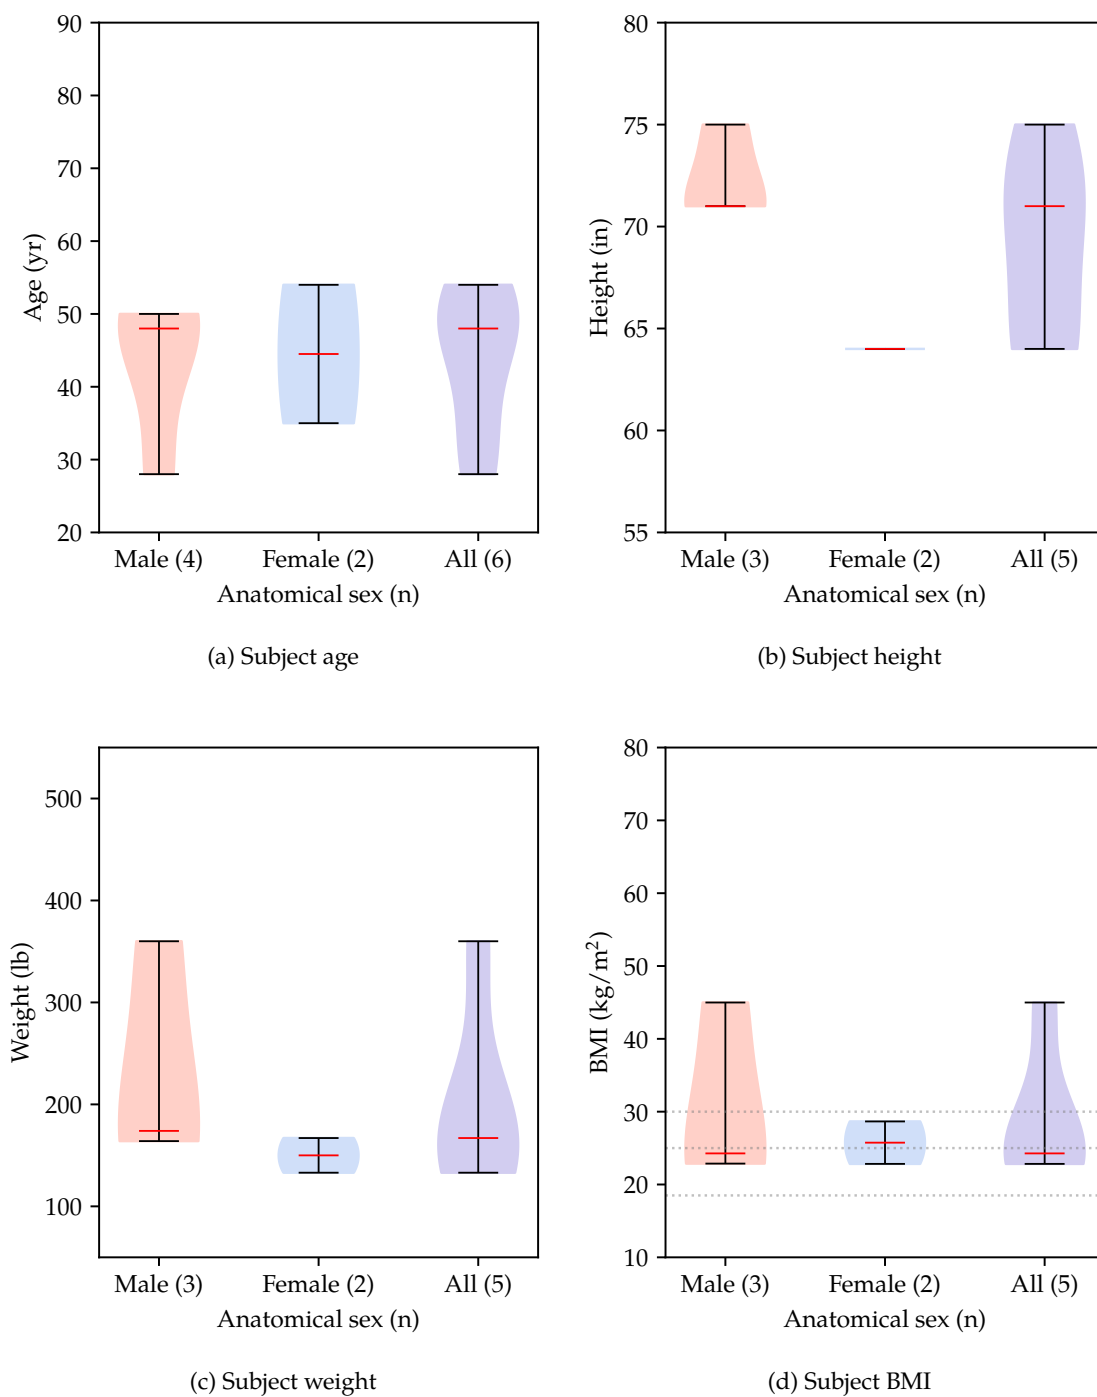 90
80
70
60
50
40
30
20
Age (yr)
Male (4) Female (2) All (6)
Anatomical sex (n)
(a) Subject age
80
75
70
65
60
55
Height (in)
Male (3) Female (2) All (5)
Anatomical sex (n)
(b) Subject height
500
400
300
200
100
Weight (lb)
Male (3) Female (2) All (5)
Anatomical sex (n)
(c) Subject weight
80
70
60
50
40
30
20
10
BMI (kg/m²)
Male (3) Female (2) All (5)
Anatomical sex (n)
(d) Subject BMI